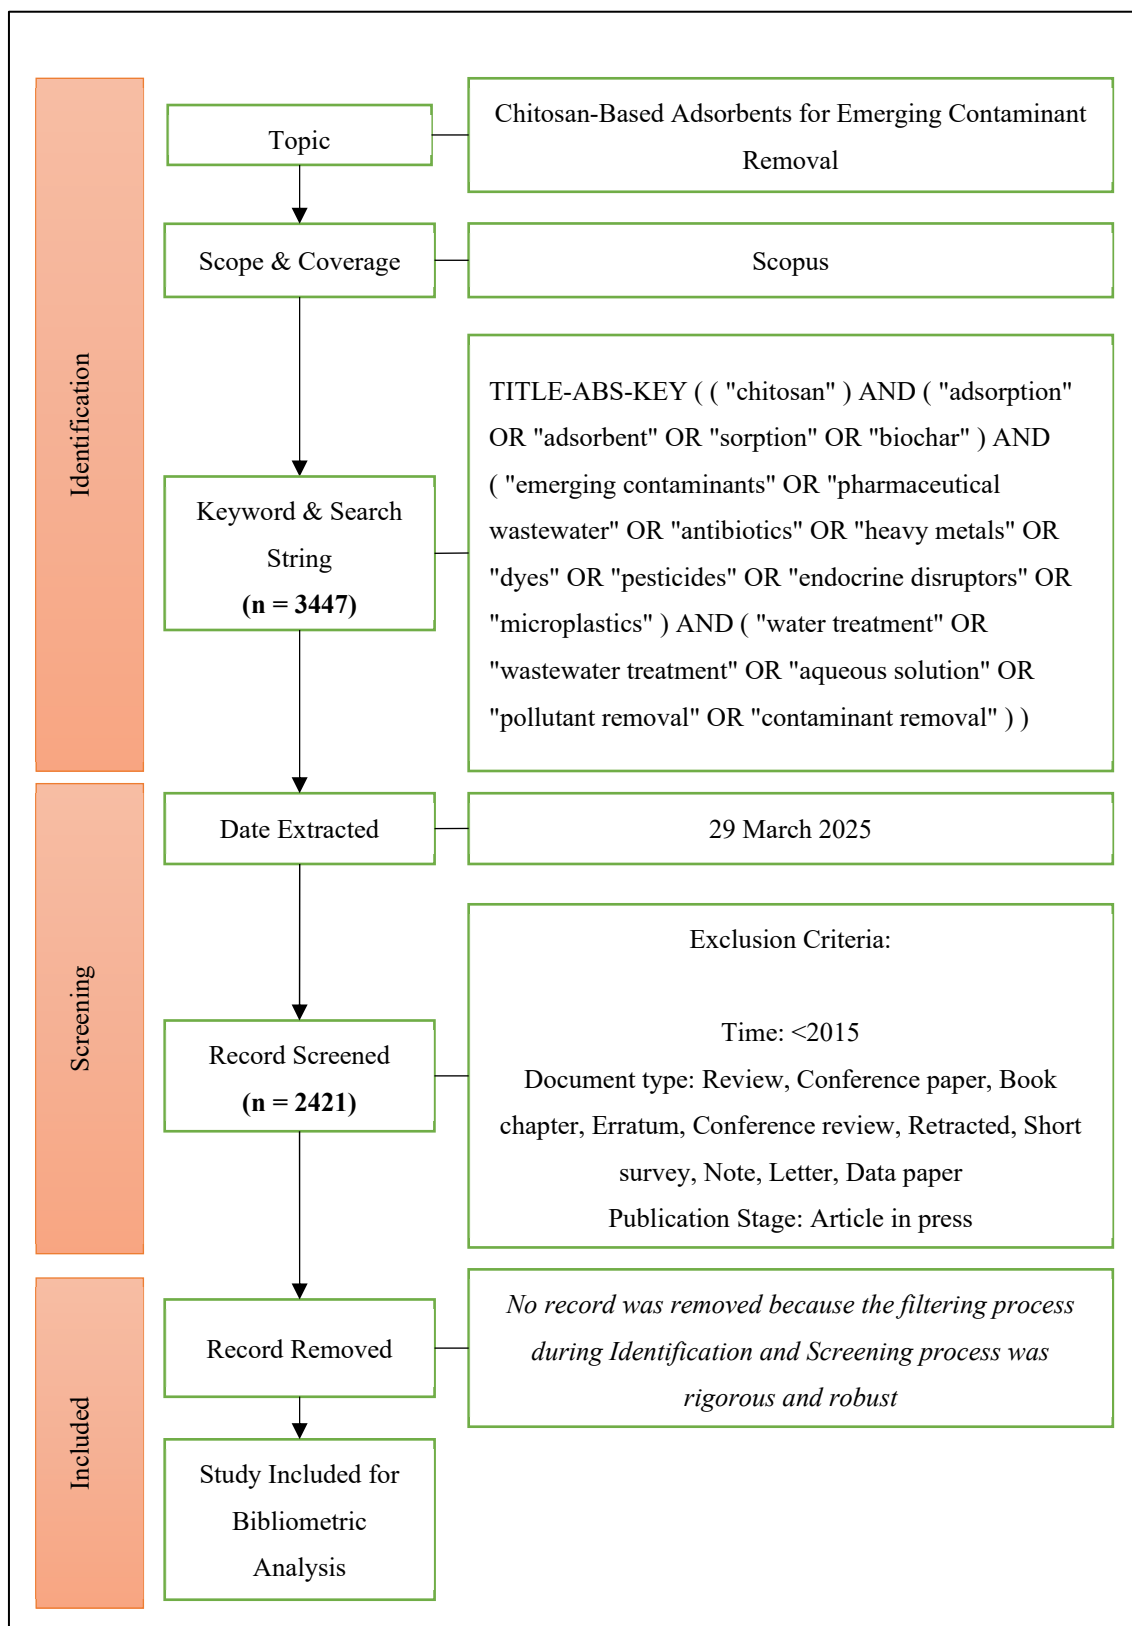 Identification
Topic
Chitosan-Based Adsorbents for Emerging Contaminant
Removal
Scope & Coverage
Scopus
Keyword & Search
String
(n = 3447)
TITLE-ABS-KEY ( ( "chitosan" ) AND ( "adsorption"
OR "adsorbent" OR "sorption" OR "biochar" ) AND
( "emerging contaminants" OR "pharmaceutical
wastewater" OR "antibiotics" OR "heavy metals" OR
"dyes" OR "pesticides" OR "endocrine disruptors" OR
"microplastics" ) AND ( "water treatment" OR
"wastewater treatment" OR "aqueous solution" OR
"pollutant removal" OR "contaminant removal" ) )
Screening
Date Extracted
29 March 2025
Record Screened
(n = 2421)
Exclusion Criteria:
Time: <2015
Document type: Review, Conference paper, Book
chapter, Erratum, Conference review, Retracted, Short
survey, Note, Letter, Data paper
Publication Stage: Article in press
Included
Record Removed
No record was removed because the filtering process
during Identification and Screening process was
rigorous and robust
Study Included for
Bibliometric
Analysis